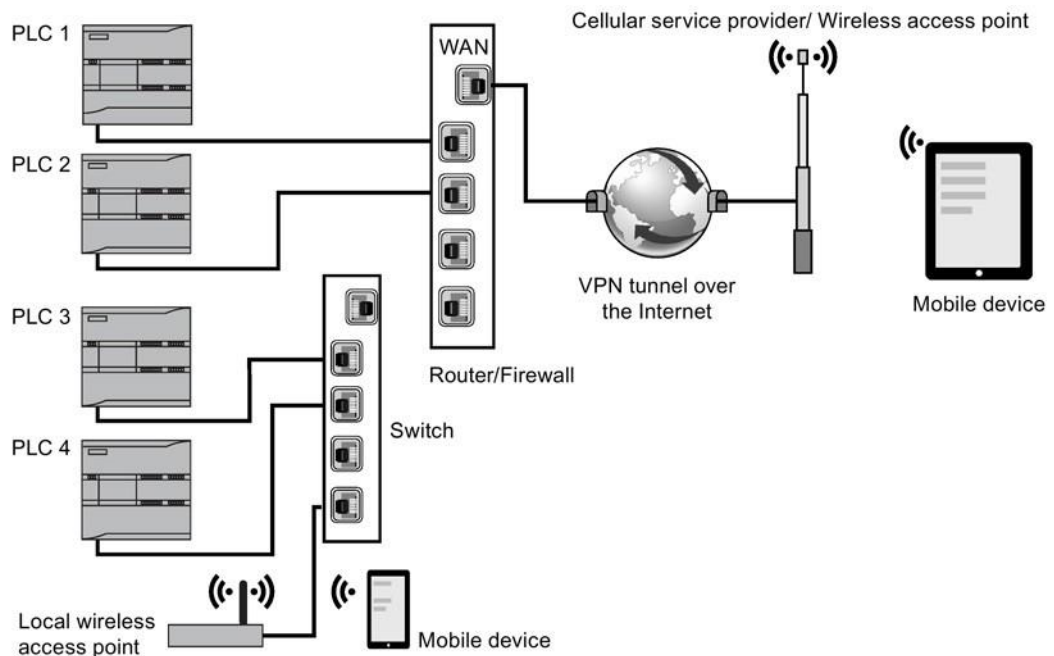 Cellular service provider/ Wireless access point
PLC 1
WAN
PLC 2
VPN tunnel over
the Internet
Mobile device
PLC 3
Router/Firewall
Switch
PLC 4
Local wireless
access point
Mobile device